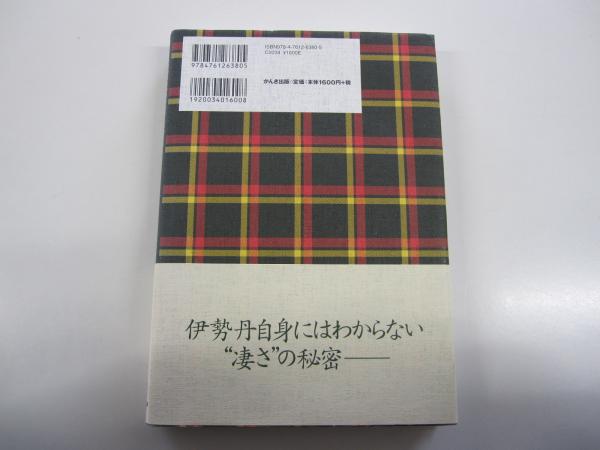 ISBN978-4-7612-6380-5
C0034 ¥1600E
9784761263805
かんき出版・定価:本体1600円+税
1920034016008
伊勢丹自身にはわからない
“凄さ”の秘密——